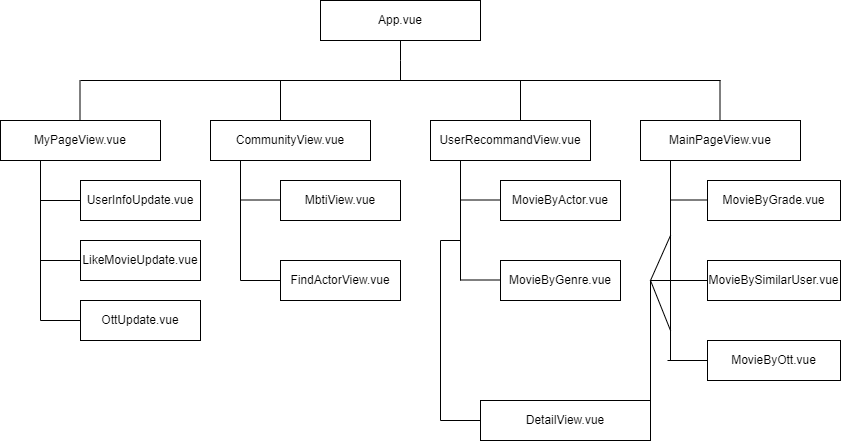 App.vue
MyPageView.vue
CommunityView.vue
UserRecommandView.vue
MainPageView.vue
UserInfoUpdate.vue
MbtiView.vue
MovieByActor.vue
MovieByGrade.vue
LikeMovieUpdate.vue
FindActorView.vue
MovieByGenre.vue
MovieBySimilarUser.vue
OttUpdate.vue
MovieByOtt.vue
DetailView.vue